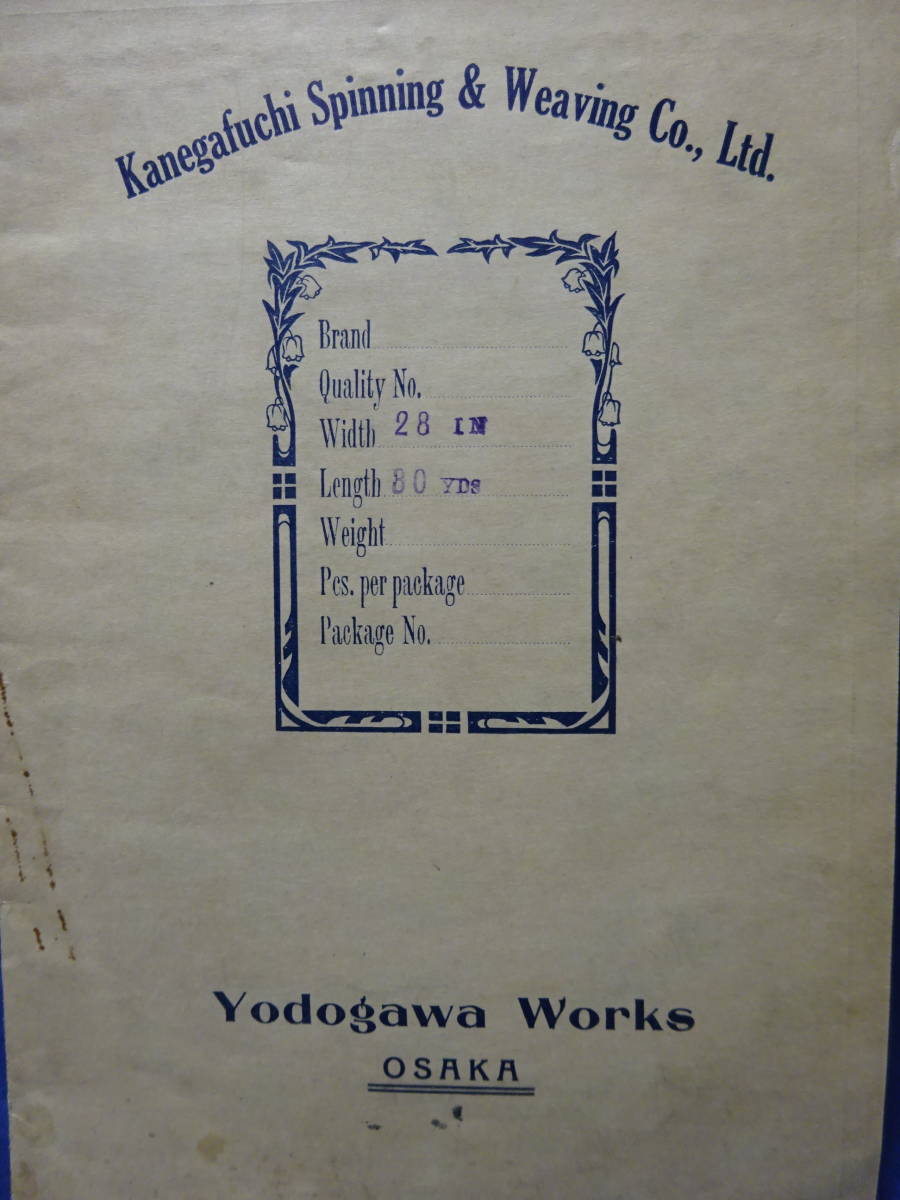 Kanegafuchi Spinning & Weaving Co., Ltd.
Brand
Quality No.
Width 28 IN
Length 30 YDS
Weight
Pcs. per package
Package No.
Yodogawa Works
OSAKA